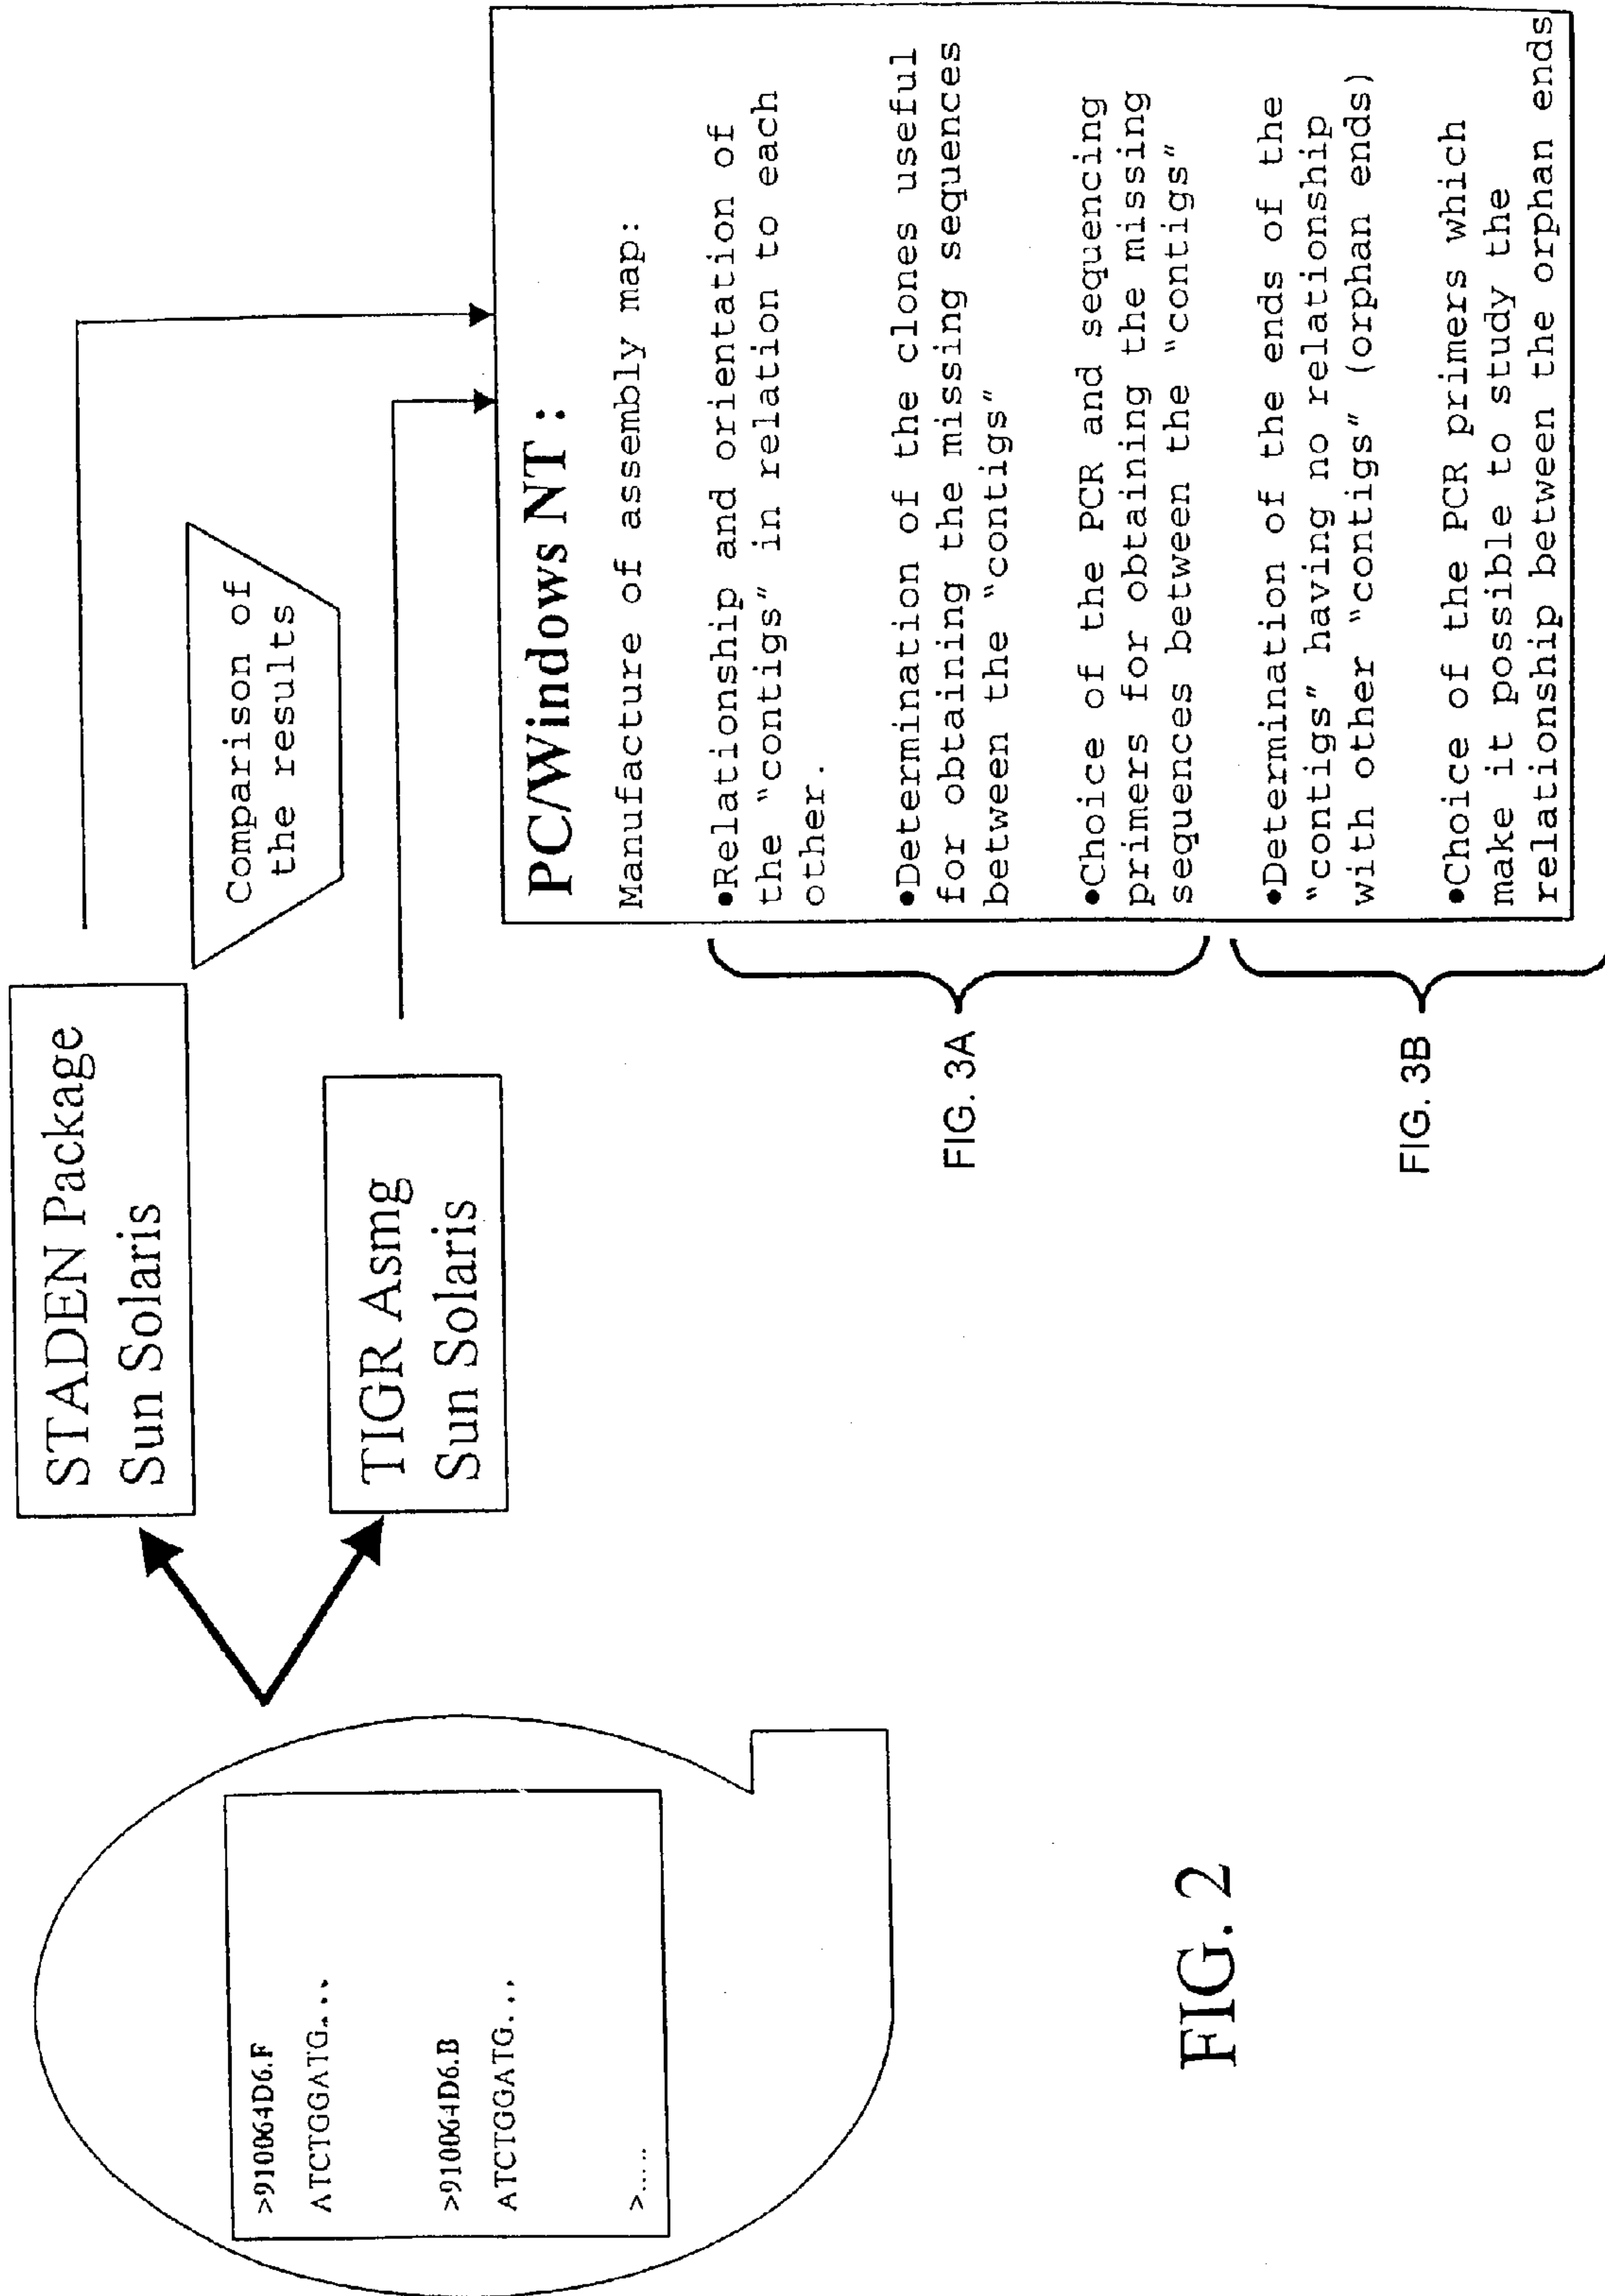 >910064D6.F
ATCTGGATG...
>910064D6.B
ATCTGGATG...
>.....
STADEN Package
Sun Solaris
TIGR Asmg
Sun Solaris
Comparison of
the results
PC/Windows NT :
Manufacture of assembly map:
•Relationship and orientation of
the "contigs" in relation to each
other.
•Determination of the clones useful
for obtaining the missing sequences
between the "contigs"
•Choice of the PCR and sequencing
primers for obtaining the missing
sequences between the "contigs"
•Determination of the ends of the
"contigs" having no relationship
with other "contigs" (orphan ends)
•Choice of the PCR primers which
make it possible to study the
relationship between the orphan ends
FIG. 3A
FIG. 3B
FIG. 2